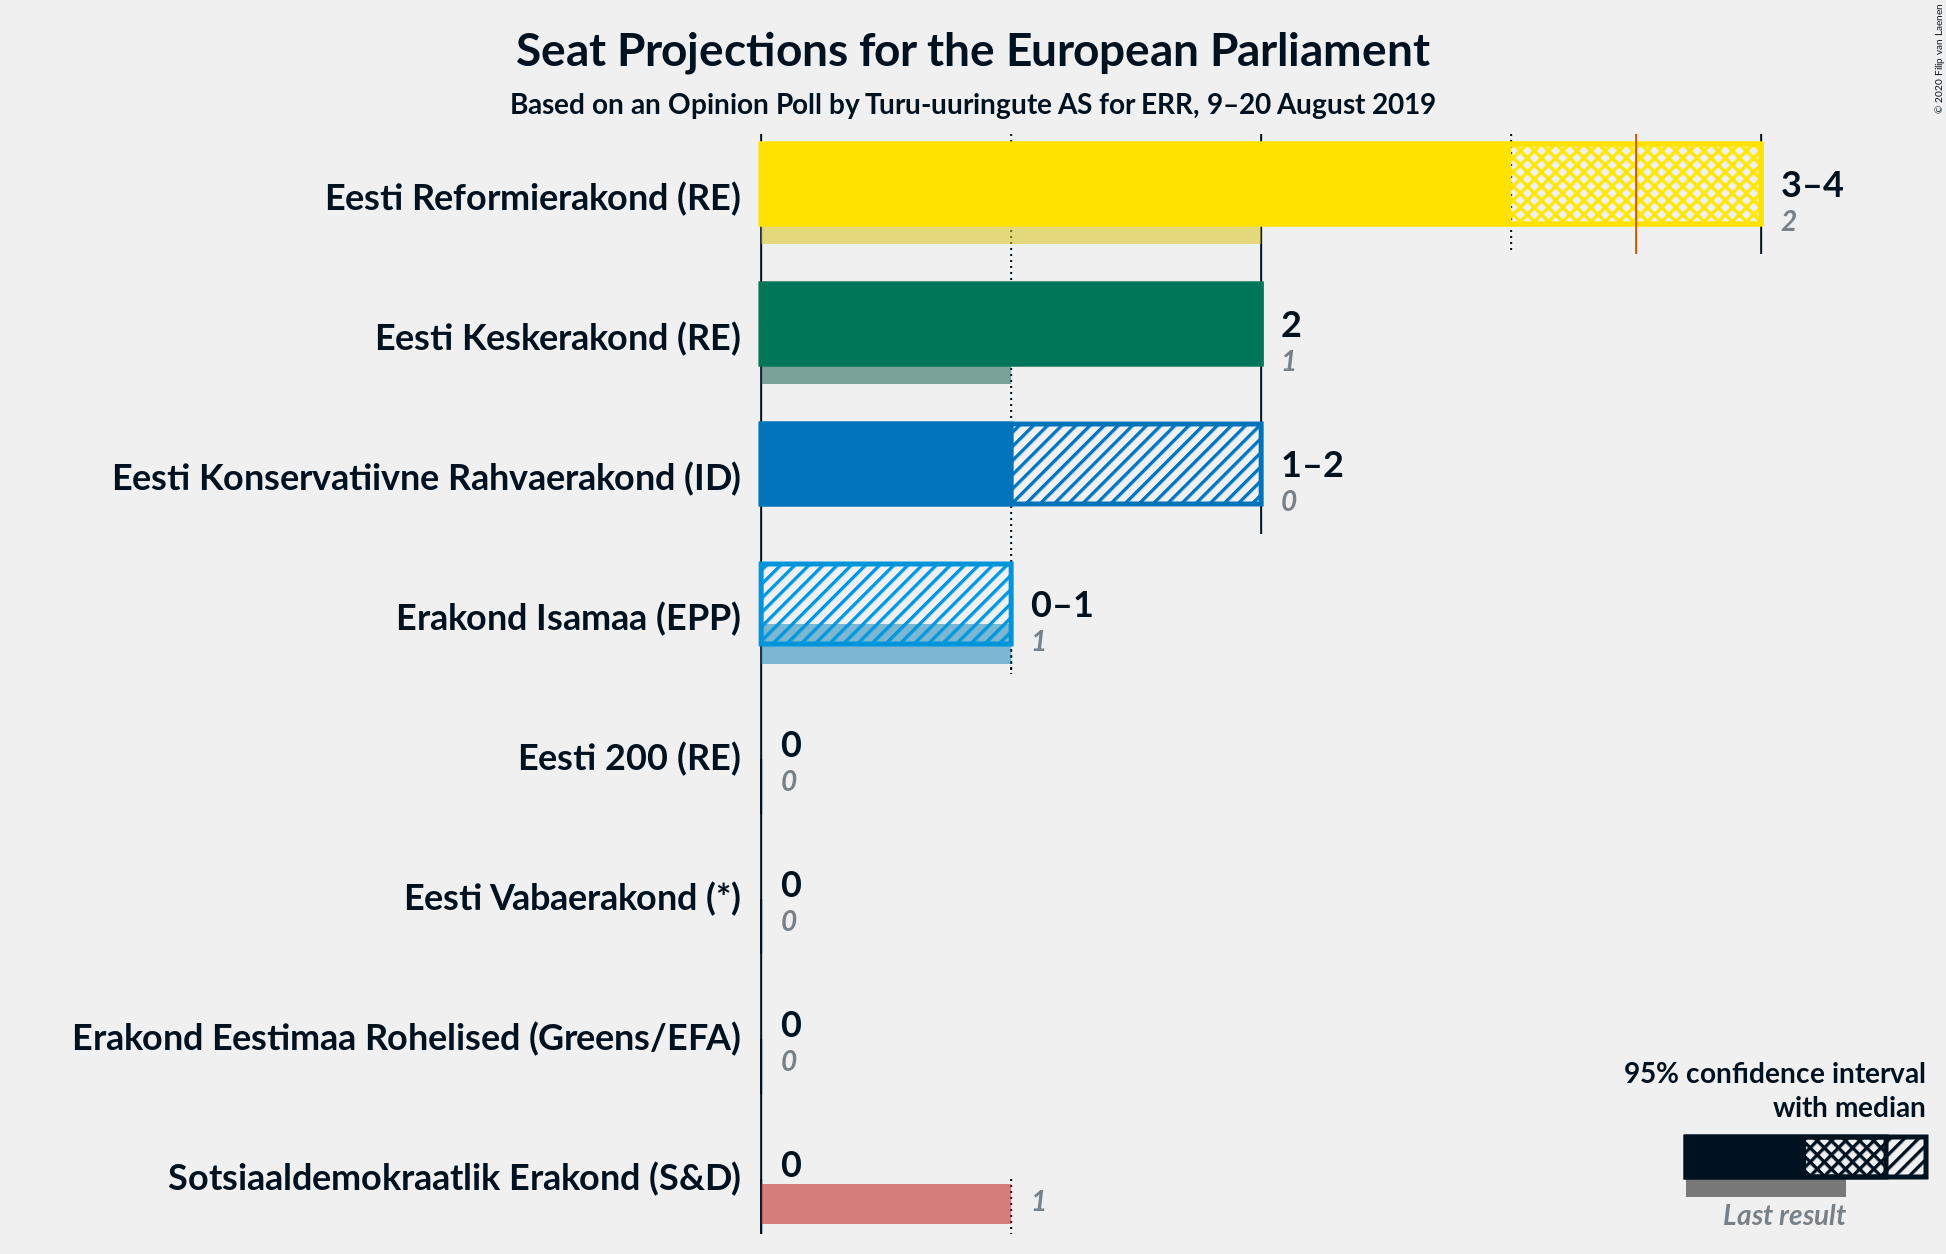 Seat Projections for the European Parliament
Based on an Opinion Poll by Turu-uuringute AS for ERR, 9–20 August 2019
© 2020 Filip van Laenen
Eesti Reformierakond (RE)
3–4
2
Eesti Keskerakond (RE)
2
1
Eesti Konservatiivne Rahvaerakond (ID)
1–2
0
Erakond Isamaa (EPP)
0–1
1
Eesti 200 (RE)
0
0
Eesti Vabaerakond (*)
0
0
Erakond Eestimaa Rohelised (Greens/EFA)
0
0
Sotsiaaldemokraatlik Erakond (S&D)
0
1
95% confidence interval
with median
Last result